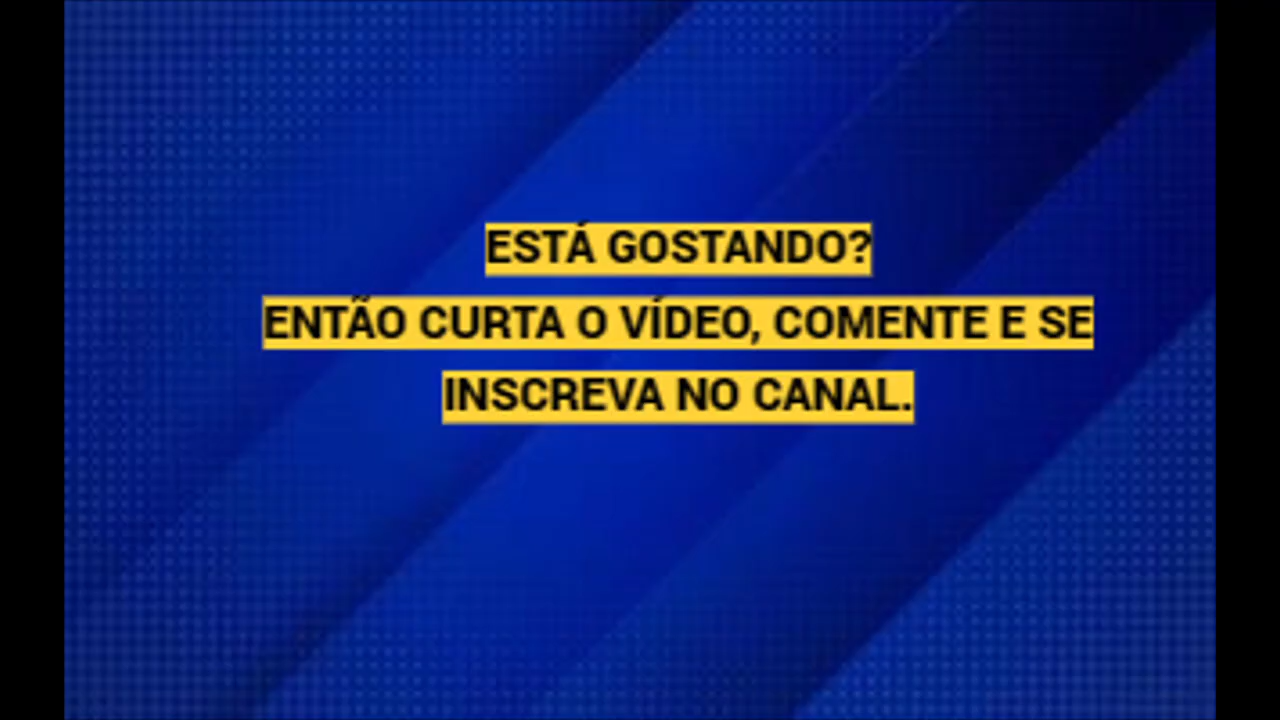 ESTÁ GOSTANDO?
ENTÃO CURTA O VÍDEO, COMENTE E SE
INSCREVA NO CANAL.